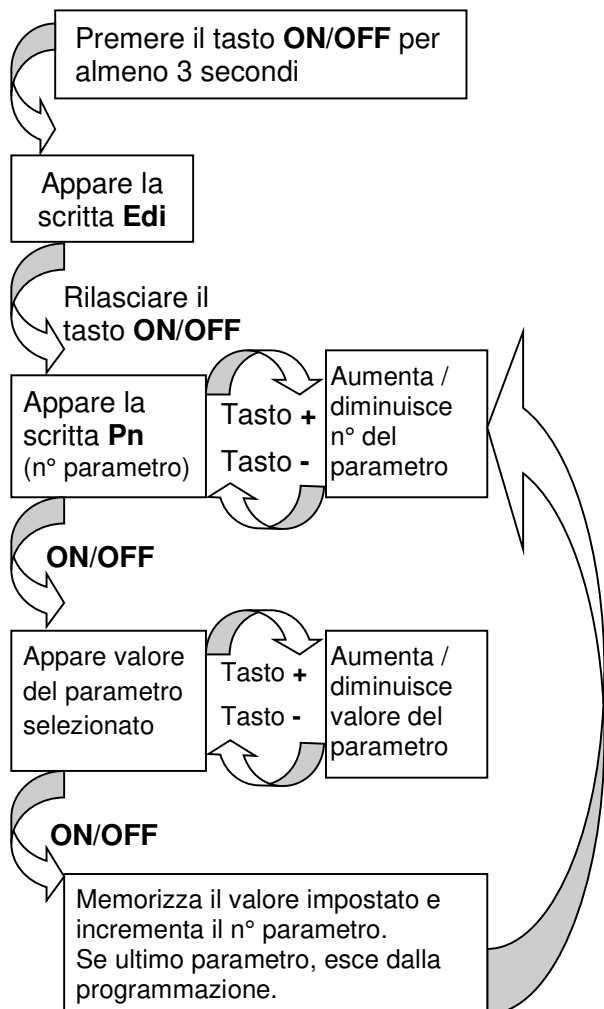 Premere il tasto ON/OFF per
almeno 3 secondi
Appare la
scritta Edi
Rilasciare il
tasto ON/OFF
Appare la
scritta Pn
(n° parametro)
Tasto +
Tasto -
Aumenta /
diminuisce
n° del
parametro
ON/OFF
Appare valore
del parametro
selezionato
Tasto +
Tasto -
Aumenta /
diminuisce
valore del
parametro
ON/OFF
Memorizza il valore impostato e
incrementa il n° parametro.
Se ultimo parametro, esce dalla
programmazione.